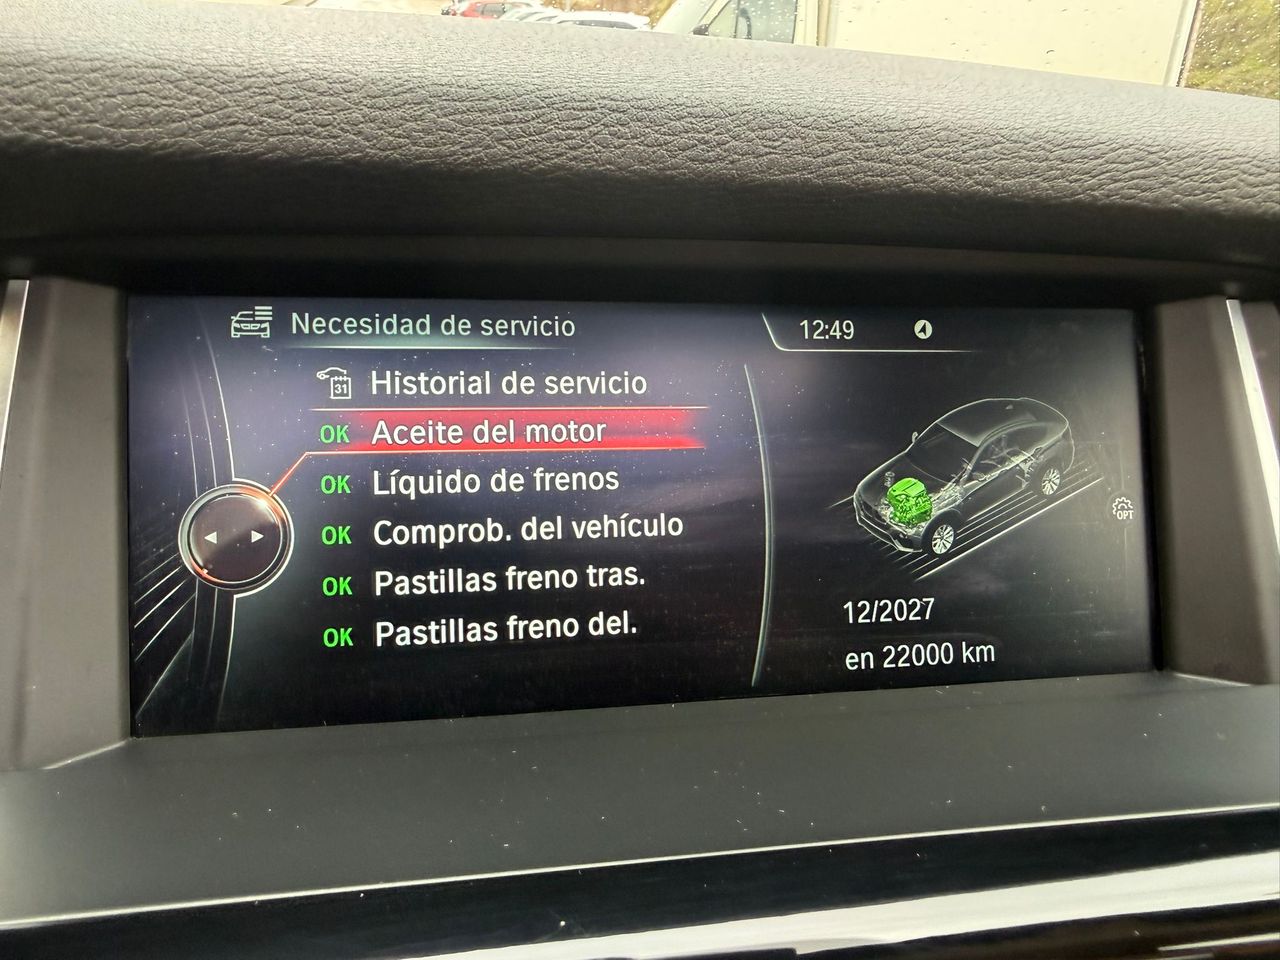 Necesidad de servicio
12:49
31 Historial de servicio
OK Aceite del motor
OK Líquido de frenos
OK Comprob. del vehículo
OK Pastillas freno tras.
OK Pastillas freno del.
OPT
12/2027
en 22000 km